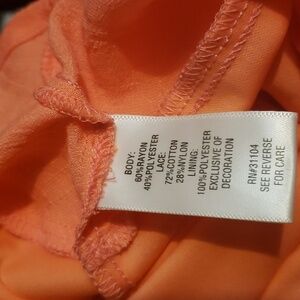 BODY:
60%RAYON
40%POLYESTER
LACE:
72%COTTON
28%NYLON
LINING:
100%POLYESTER
EXCLUSIVE OF
DECORATION
RN#31104
SEE REVERSE
FOR CARE